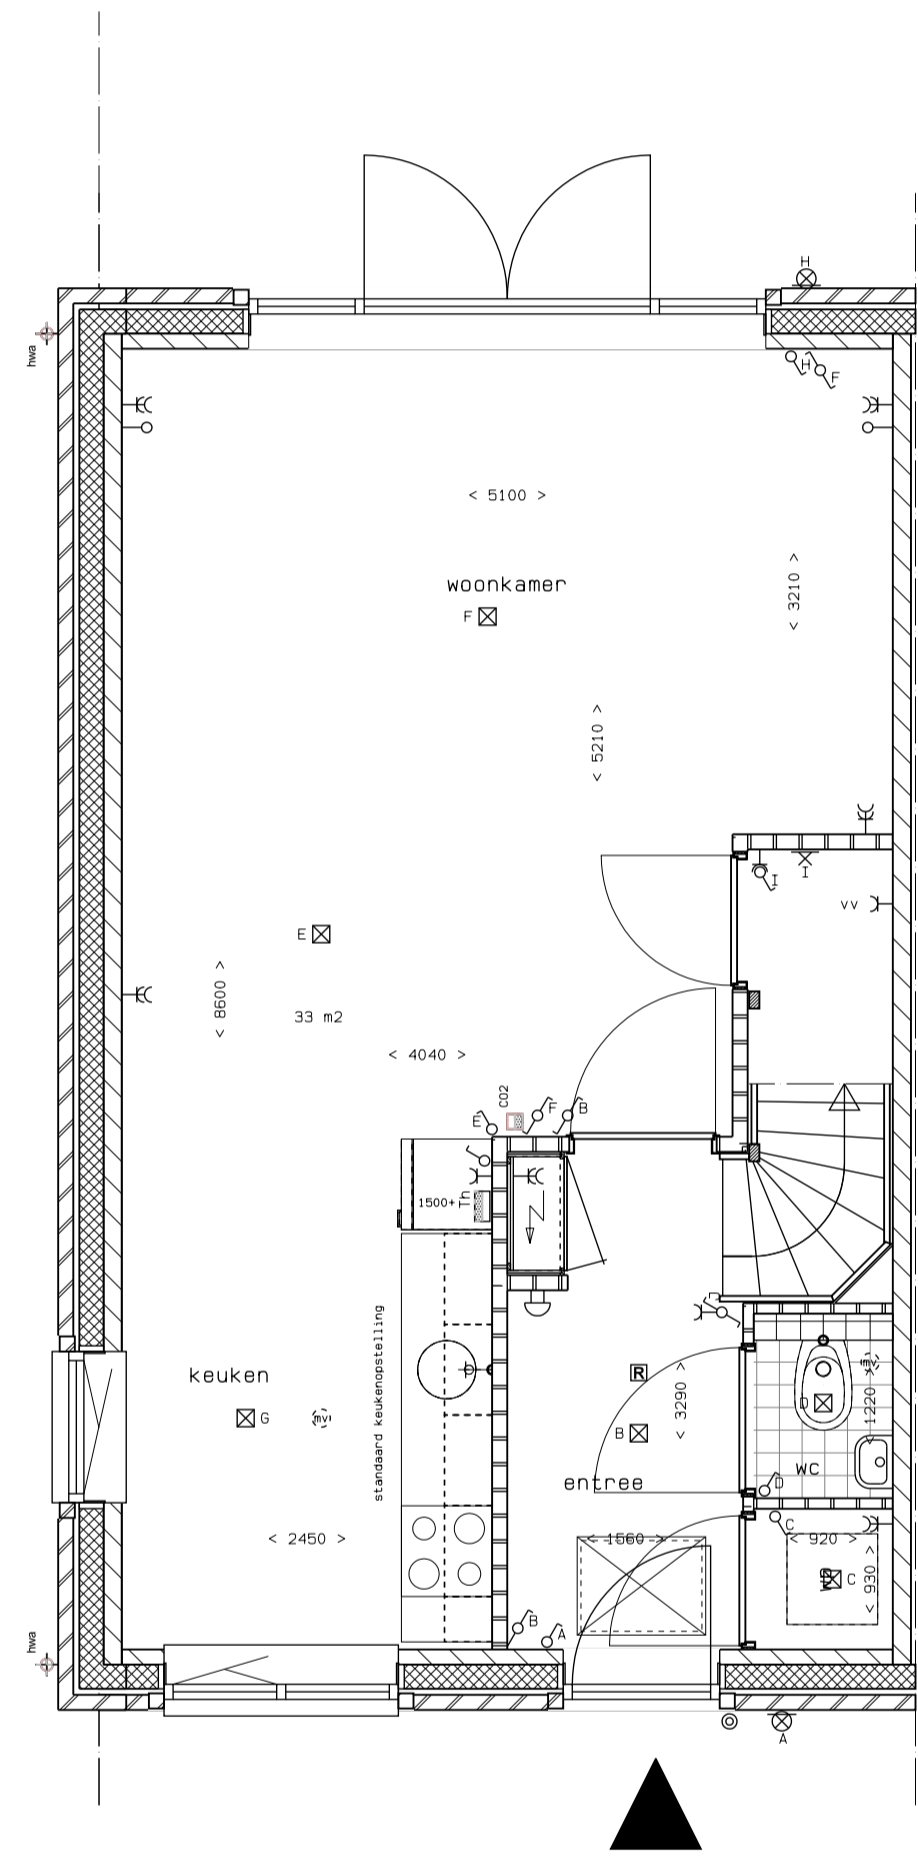 H
hwa
H
F
< 5100 >
woonkamer
< 3210 >
F
< 5210 >
I
I
VV
E
< 8600 >
33 m2
< 4040 >
CO2
E
F
B
1500+
Th
J
standaard keukenopstelling
keuken
G
mv
R
< 3290 >
B
entree
mv
D
< 1220 >
WC
D
C
< 2450 >
< 1560 >
< 920 >
C
< 930 >
B
A
hwa
A